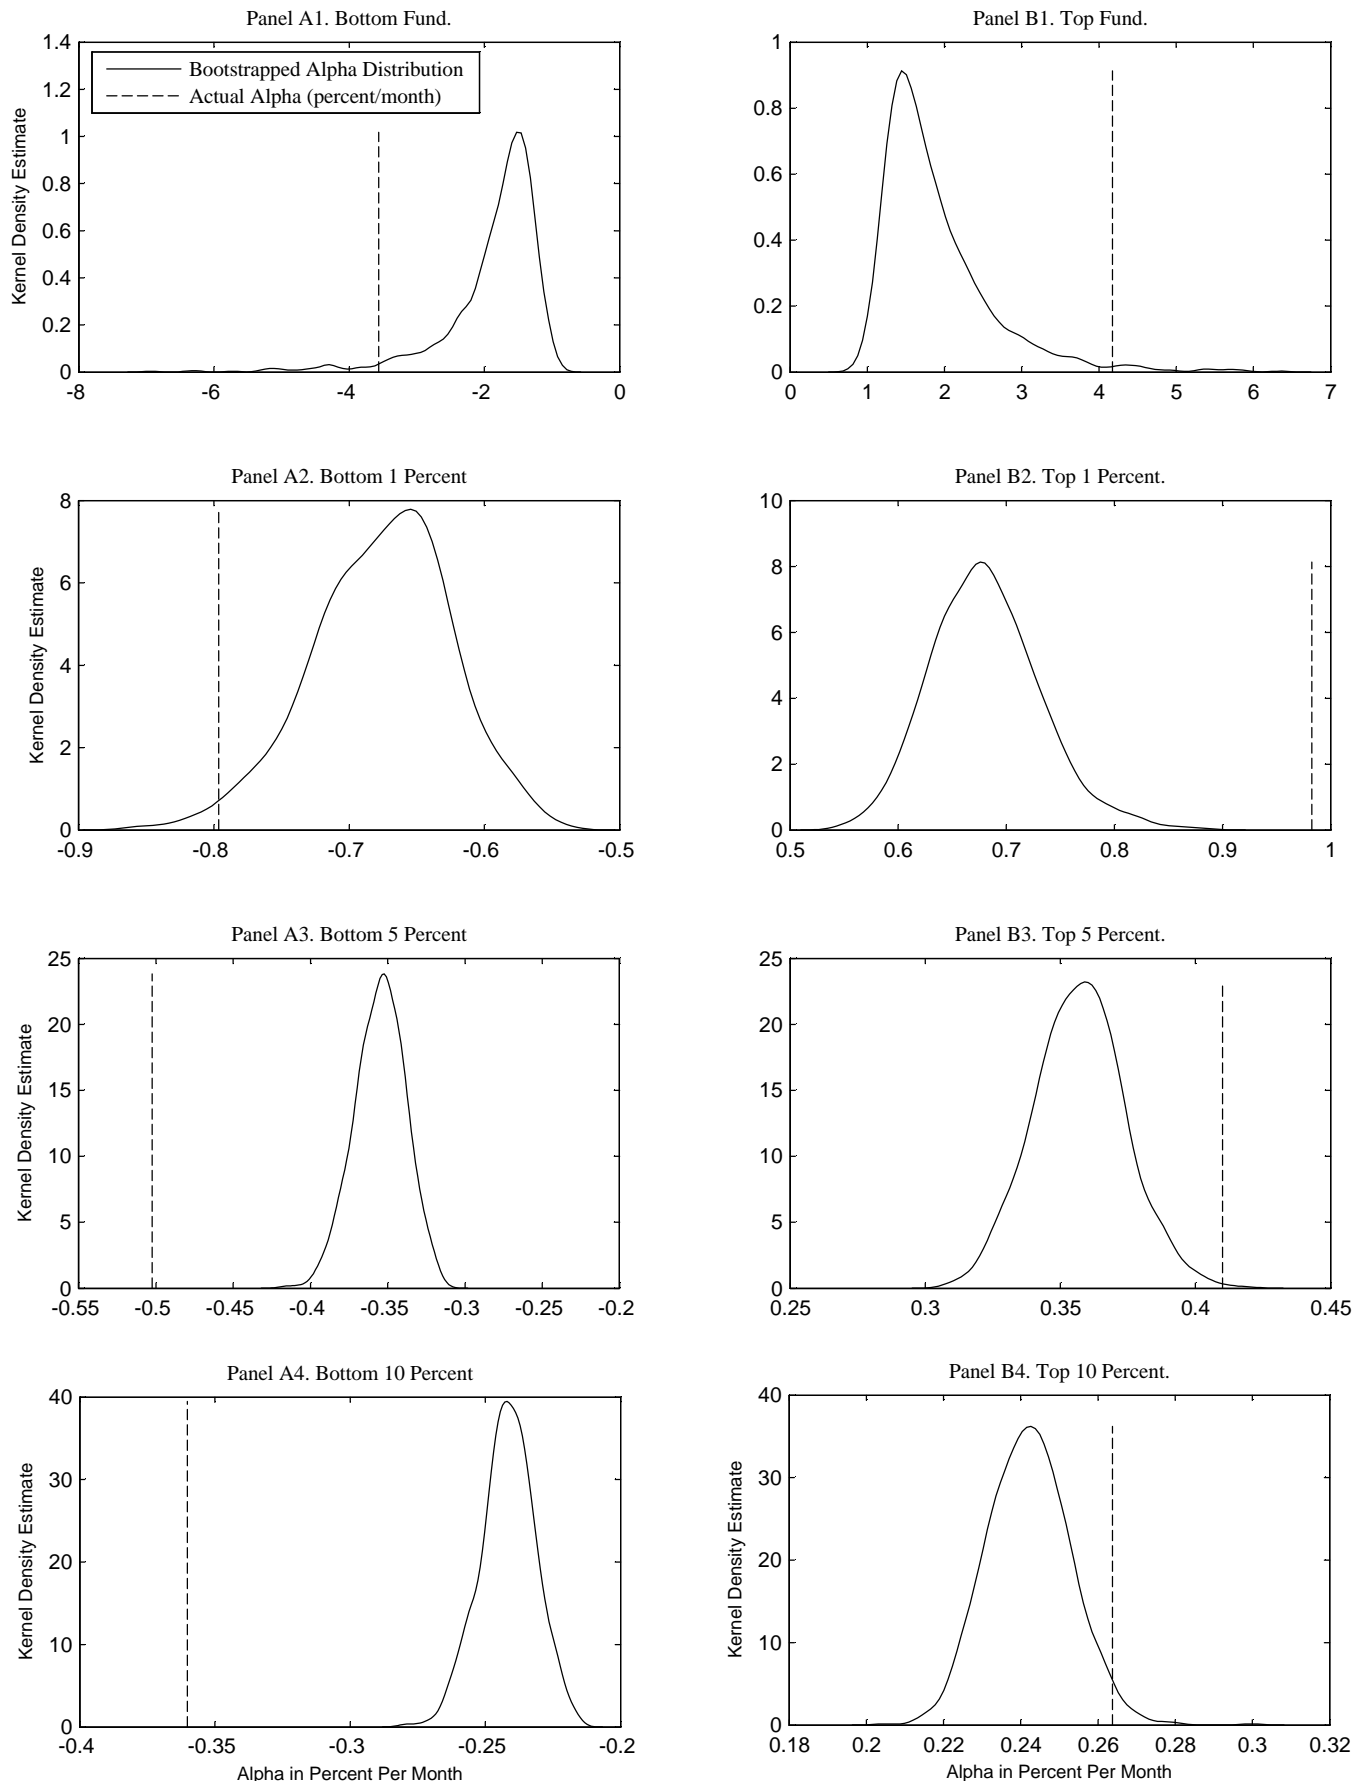 Panel A1. Bottom Fund.
Kernel Density Estimate
1.4
1.2
1
0.8
0.6
0.4
0.2
0
Bootstrapped Alpha Distribution
Actual Alpha (percent/month)
-8 -6 -4 -2 0
Panel B1. Top Fund.
1
0.8
0.6
0.4
0.2
0
0 1 2 3 4 5 6 7
Panel A2. Bottom 1 Percent
Kernel Density Estimate
8
6
4
2
0
-0.9 -0.8 -0.7 -0.6 -0.5
Panel B2. Top 1 Percent.
10
8
6
4
2
0
0.5 0.6 0.7 0.8 0.9 1
Panel A3. Bottom 5 Percent
Kernel Density Estimate
25
20
15
10
5
0
-0.55 -0.5 -0.45 -0.4 -0.35 -0.3 -0.25 -0.2
Panel B3. Top 5 Percent.
25
20
15
10
5
0
0.25 0.3 0.35 0.4 0.45
Panel A4. Bottom 10 Percent
Kernel Density Estimate
40
30
20
10
0
-0.4 -0.35 -0.3 -0.25 -0.2
Alpha in Percent Per Month
Panel B4. Top 10 Percent.
Kernel Density Estimate
40
30
20
10
0
0.18 0.2 0.22 0.24 0.26 0.28 0.3 0.32
Alpha in Percent Per Month